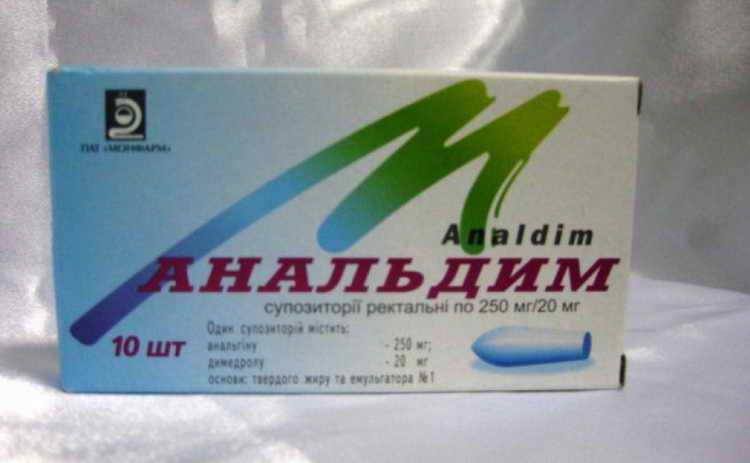 ПАТ «МОНФАРМ»
Analdim
АНАЛЬДИМ
супозиторії ректальні по 250 мг/20 мг
10 шт
Один супозиторій містить:
анальгіну - 250 мг;
димедролу - 20 мг
основи: твердого жиру та емульгатора №1